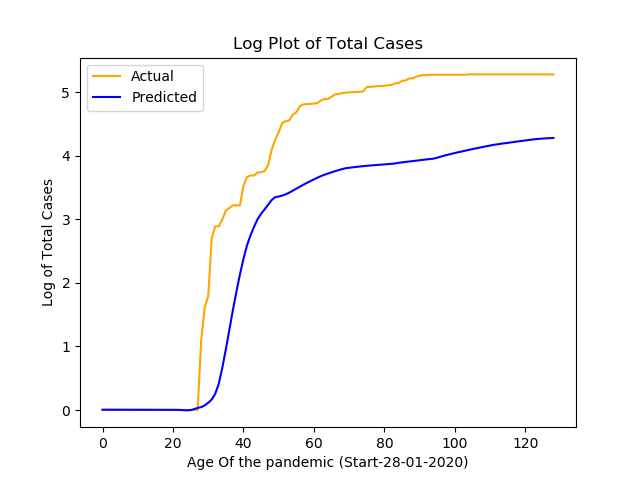 Log Plot of Total Cases
Actual
Predicted
Log of Total Cases
5
4
3
2
1
0
0 20 40 60 80 100 120
Age Of the pandemic (Start-28-01-2020)